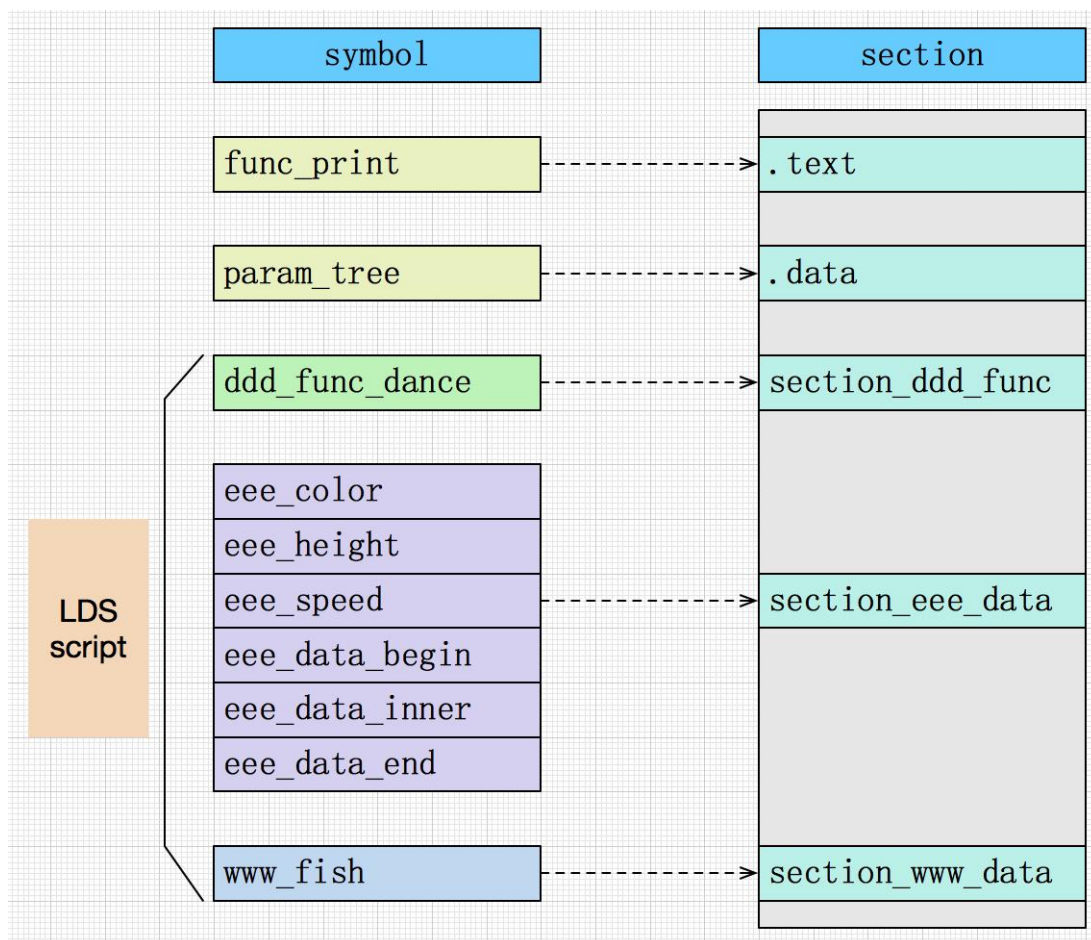 symbol section
func_print .text
param_tree .data
ddd_func_dance section_ddd_func
eee_color
eee_height
eee_speed section_eee_data
eee_data_begin
eee_data_inner
eee_data_end
www_fish section_www_data
LDS
script